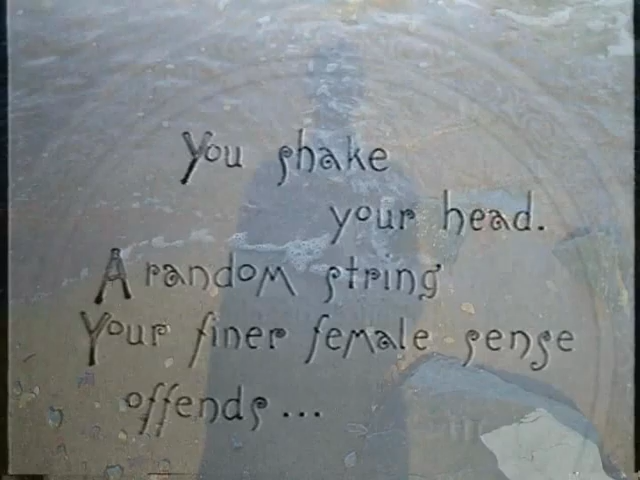 You shake
your head.
A random string
Your finer female sense
offends...